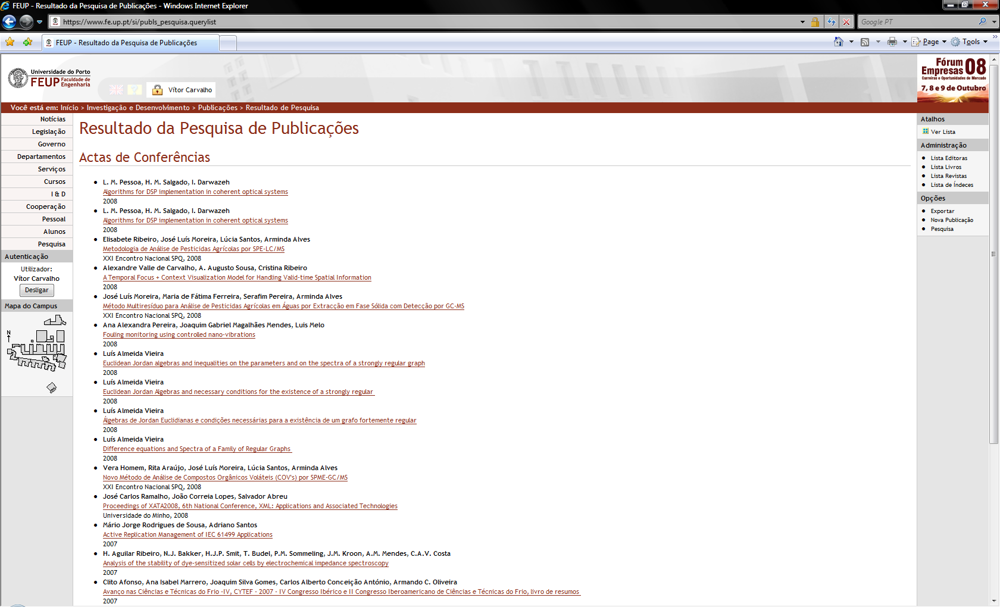 FEUP - Resultado da Pesquisa de Publicações - Windows Internet Explorer
https://www.fe.up.pt/si/publs_pesquisa.querylist
Google PT
FEUP - Resultado da Pesquisa de Publicações
Page
Tools
Universidade do Porto
FEUP Faculdade de Engenharia
Vítor Carvalho
Fórum
Empresas 08
Carreiras e Oportunidades de Mercado
7, 8 e 9 de Outubro
Você está em: Início > Investigação e Desenvolvimento > Publicações > Resultado de Pesquisa
Notícias
Legislação
Governo
Departamentos
Serviços
Cursos
I & D
Cooperação
Pessoal
Alunos
Pesquisa
Autenticação
Utilizador:
Vítor Carvalho
Desligar
Mapa do Campus
N
Resultado da Pesquisa de Publicações
Actas de Conferências
L. M. Pessoa, H. M. Salgado, I. Darwazeh
Algorithms for DSP implementation in coherent optical systems
2008
L. M. Pessoa, H. M. Salgado, I. Darwazeh
Algorithms for DSP implementation in coherent optical systems
2008
Elisabete Ribeiro, José Luís Moreira, Lúcia Santos, Arminda Alves
Metodologia de Análise de Pesticidas Agrícolas por SPE-LC/MS
XXI Encontro Nacional SPQ, 2008
Alexandre Valle de Carvalho, A. Augusto Sousa, Cristina Ribeiro
A Temporal Focus + Context Visualization Model for Handling Valid-time Spatial Information
2008
José Luís Moreira, Maria de Fátima Ferreira, Serafim Pereira, Arminda Alves
Método Multiresíduo para Análise de Pesticidas Agrícolas em Águas por Extracção em Fase Sólida com Detecção por GC-MS
XXI Encontro Nacional SPQ, 2008
Ana Alexandra Pereira, Joaquim Gabriel Magalhães Mendes, Luis Melo
Fouling monitoring using controlled nano-vibrations
2008
Luís Almeida Vieira
Euclidean Jordan algebras and inequalities on the parameters and on the spectra of a strongly regular graph
2008
Luís Almeida Vieira
Euclidean Jordan Algebras and necessary conditions for the existence of a strongly regular
2008
Luís Almeida Vieira
Álgebras de Jordan Euclidianas e condições necessárias para a existência de um grafo fortemente regular
2008
Luís Almeida Vieira
Difference equations and Spectra of a Family of Regular Graphs
2008
Vera Homem, Rita Araújo, José Luís Moreira, Lúcia Santos, Arminda Alves
Novo Método de Análise de Compostos Orgânicos Voláteis (COV's) por SPME-GC/MS
XXI Encontro Nacional SPQ, 2008
José Carlos Ramalho, João Correia Lopes, Salvador Abreu
Proceedings of XATA2008, 6th National Conference, XML: Applications and Associated Technologies
Universidade do Minho, 2008
Mário Jorge Rodrigues de Sousa, Adriano Santos
Active Replication Management of IEC 61499 Applications
2007
H. Aguilar Ribeiro, N.J. Bakker, H.J.P. Smit, T. Budel, P.M. Sommeling, J.M. Kroon, A.M. Mendes, C.A.V. Costa
Analysis of the stability of dye-sensitized solar cells by electrochemical impedance spectroscopy
2007
Clito Afonso, Ana Isabel Marrero, Joaquim Silva Gomes, Carlos Alberto Conceição António, Armando C. Oliveira
Avanço nas Ciências e Técnicas do Frio -IV, CYTEF - 2007 - IV Congresso Ibérico e II Congresso Iberoamericano de Ciências e Técnicas do Frio, livro de resumos
2007
Atalhos
Ver Lista
Administração
Lista Editoras
Lista Livros
Lista Revistas
Lista de Índeces
Opções
Exportar
Nova Publicação
Pesquisa